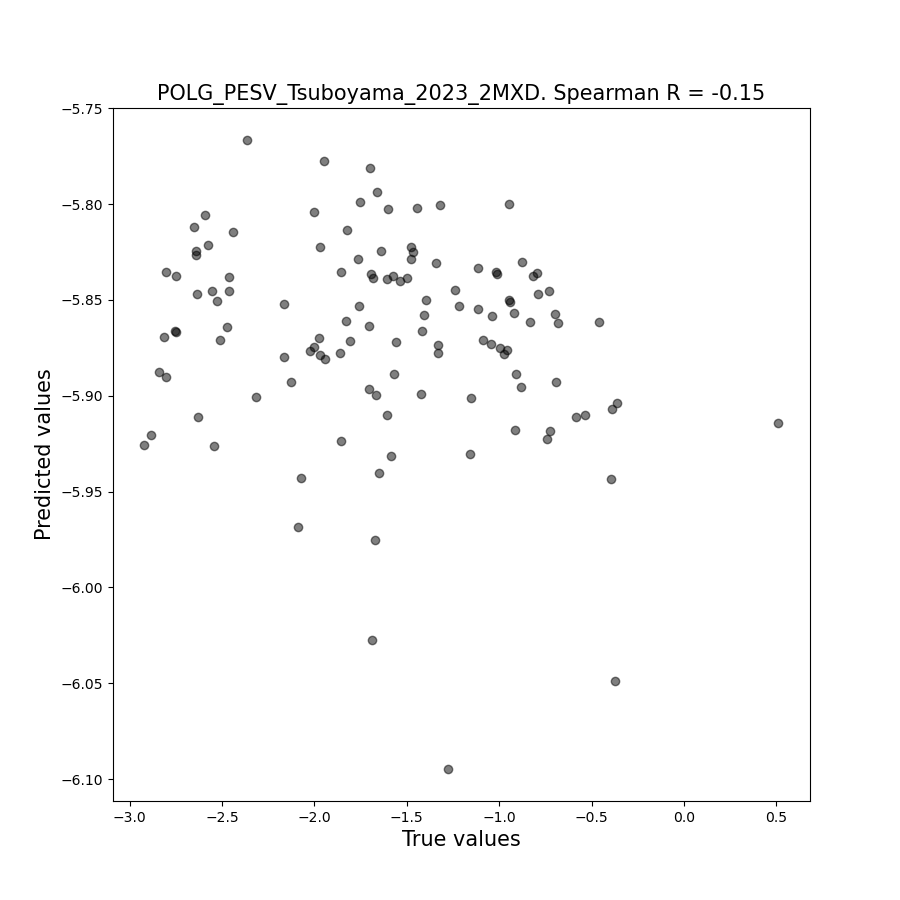 POLG_PESV_Tsuboyama_2023_2MXD. Spearman R = -0.15
−5.75
−5.80
−5.85
−5.90
−5.95
−6.00
−6.05
−6.10
Predicted values
−3.0 −2.5 −2.0 −1.5 −1.0 −0.5 0.0 0.5
True values